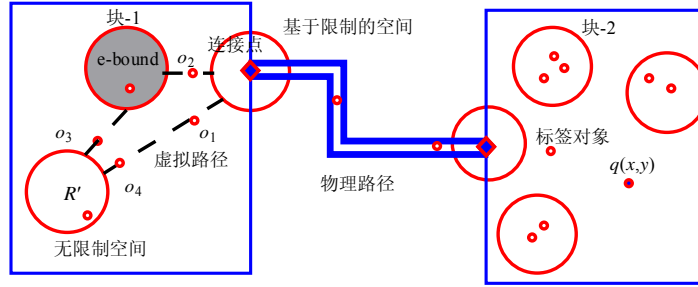 块-1
基于限制的空间
块-2
连接点
e-bound
o₂
o₃
o₁
标签对象
虚拟路径
q(x,y)
o₄
物理路径
R′
无限制空间